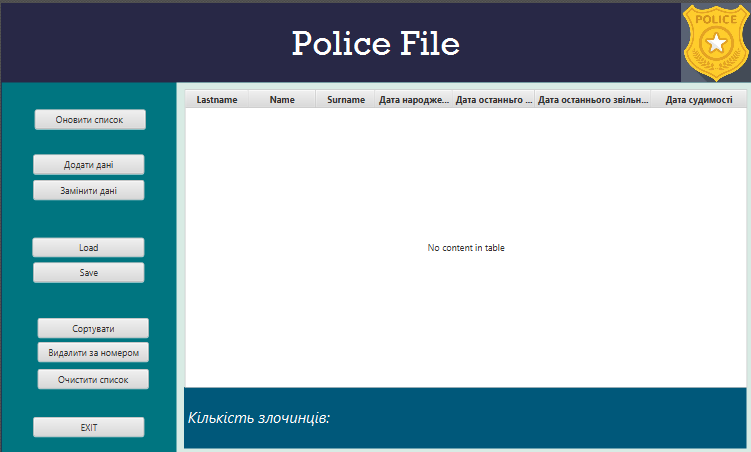 Police File
POLICE
Оновити список
Додати дані
Замінити дані
Load
Save
Сортувати
Видалити за номером
Очистити список
EXIT
Lastname Name Surname Дата народже... Дата останнього ... Дата останнього звільн... Дата судимості
No content in table
Кількість злочинців: